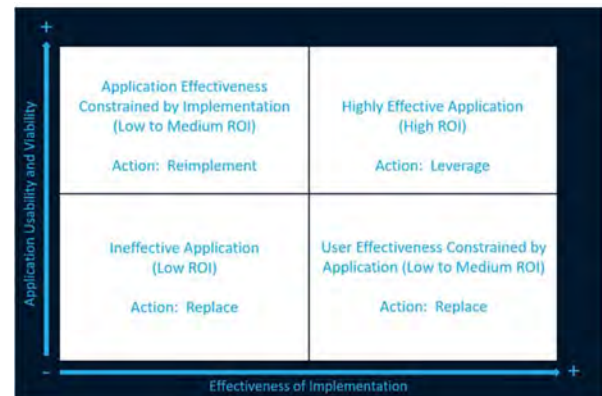 +
Application Usability and Viability
Application Effectiveness
Constrained by Implementation
(Low to Medium ROI)
Action: Reimplement
Highly Effective Application
(High ROI)
Action: Leverage
Ineffective Application
(Low ROI)
Action: Replace
User Effectiveness Constrained by
Application (Low to Medium ROI)
Action: Replace
-
+
Effectiveness of Implementation